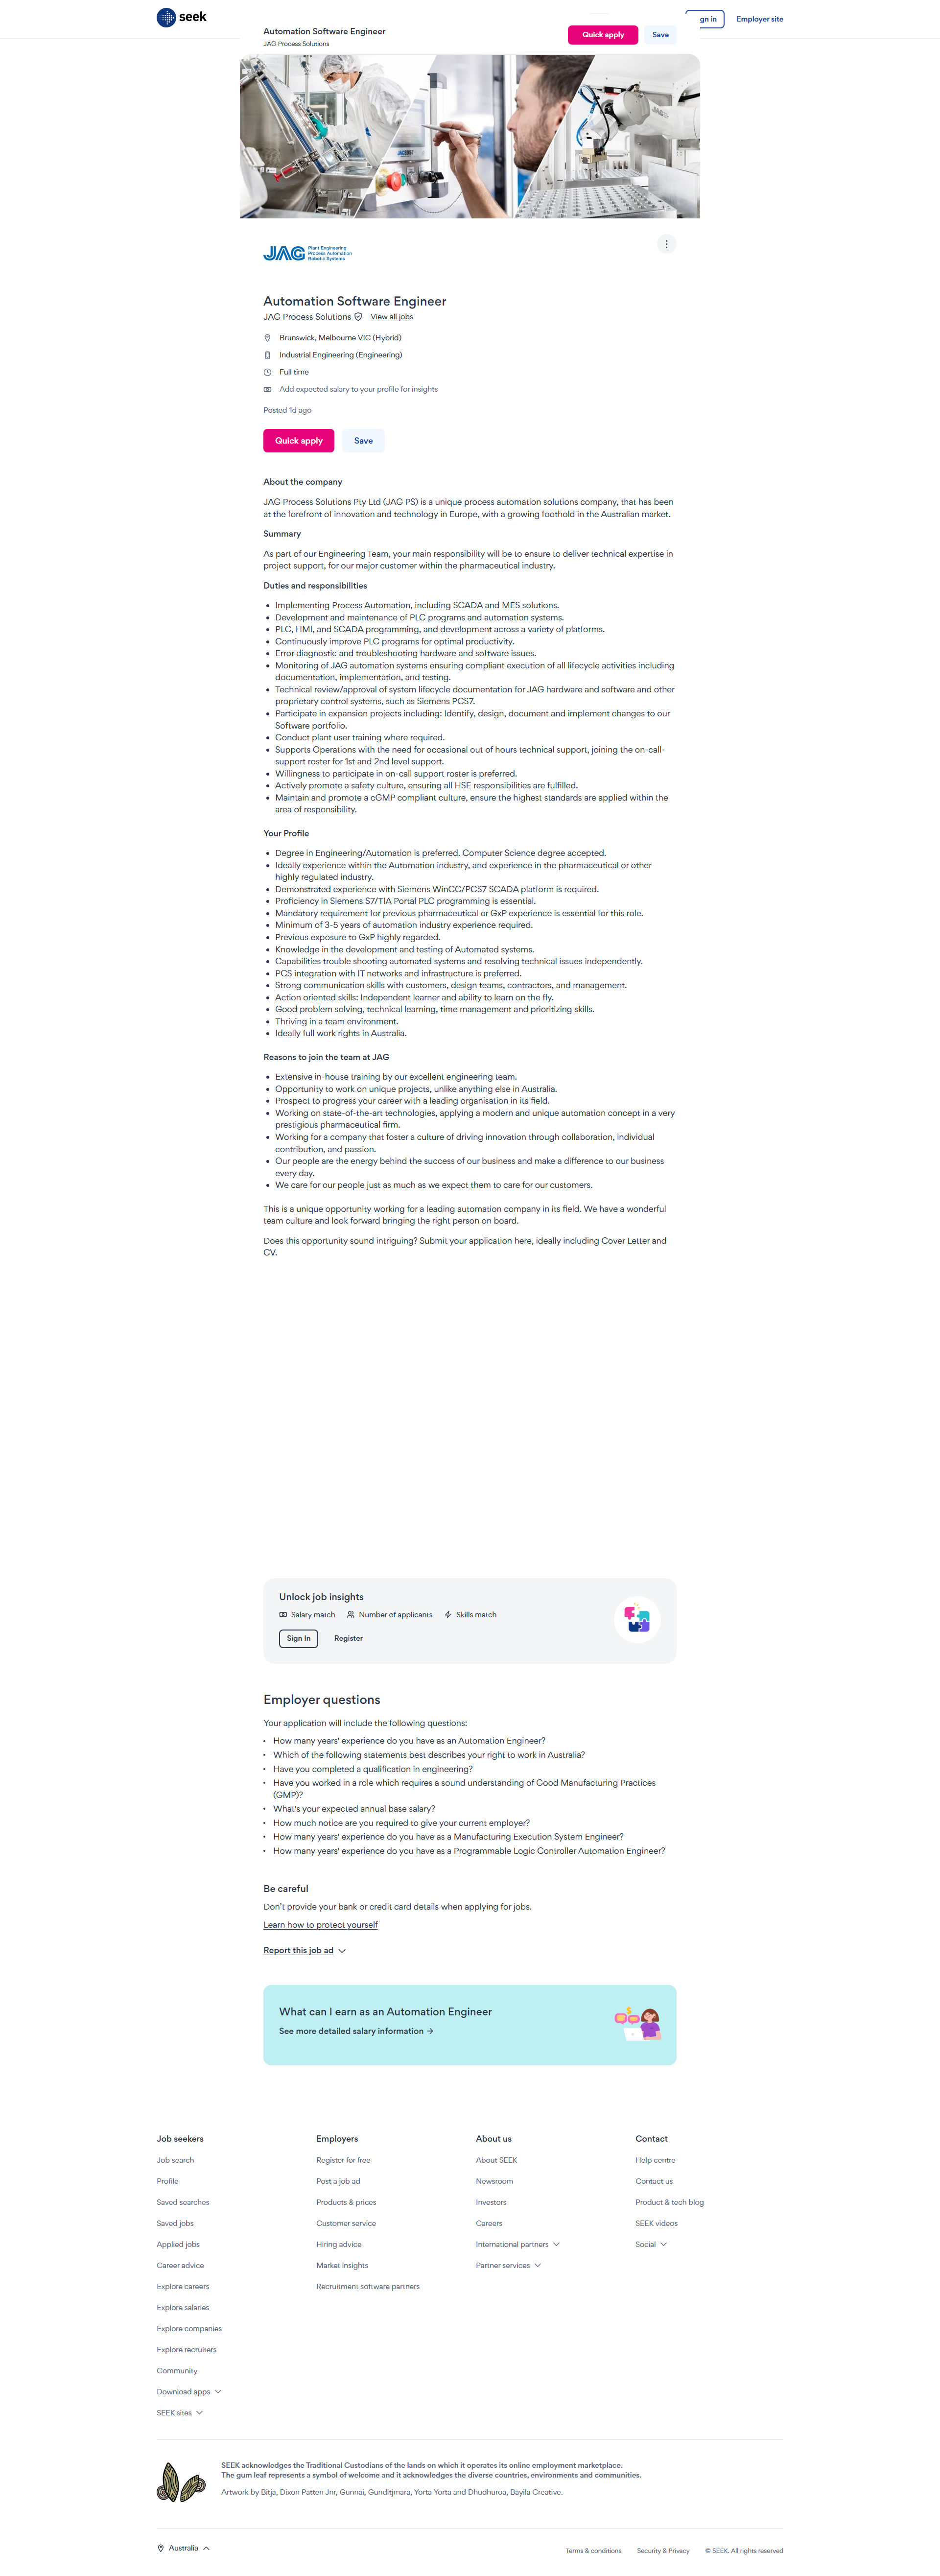 seek
gn in
Employer site
Automation Software Engineer
JAG Process Solutions
Quick apply
Save
JAG
Plant Engineering
Process Automation
Robotic Systems
Automation Software Engineer
JAG Process Solutions
View all jobs
Brunswick, Melbourne VIC (Hybrid)
Industrial Engineering (Engineering)
Full time
Add expected salary to your profile for insights
Posted 1d ago
Quick apply
Save
About the company
JAG Process Solutions Pty Ltd (JAG PS) is a unique process automation solutions company, that has been
at the forefront of innovation and technology in Europe, with a growing foothold in the Australian market.
Summary
As part of our Engineering Team, your main responsibility will be to ensure to deliver technical expertise in
project support, for our major customer within the pharmaceutical industry.
Duties and responsibilities
• Implementing Process Automation, including SCADA and MES solutions.
• Development and maintenance of PLC programs and automation systems.
• PLC, HMI, and SCADA programming, and development across a variety of platforms.
• Continuously improve PLC programs for optimal productivity.
• Error diagnostic and troubleshooting hardware and software issues.
• Monitoring of JAG automation systems ensuring compliant execution of all lifecycle activities including
documentation, implementation, and testing.
• Technical review/approval of system lifecycle documentation for JAG hardware and software and other
proprietary control systems, such as Siemens PCS7.
• Participate in expansion projects including: Identify, design, document and implement changes to our
Software portfolio.
• Conduct plant user training where required.
• Supports Operations with the need for occasional out of hours technical support, joining the on-call-
support roster for 1st and 2nd level support.
• Willingness to participate in on-call support roster is preferred.
• Actively promote a safety culture, ensuring all HSE responsibilities are fulfilled.
• Maintain and promote a cGMP compliant culture, ensure the highest standards are applied within the
area of responsibility.
Your Profile
• Degree in Engineering/Automation is preferred. Computer Science degree accepted.
• Ideally experience within the Automation industry, and experience in the pharmaceutical or other
highly regulated industry.
• Demonstrated experience with Siemens WinCC/PCS7 SCADA platform is required.
• Proficiency in Siemens S7/TIA Portal PLC programming is essential.
• Mandatory requirement for previous pharmaceutical or GxP experience is essential for this role.
• Minimum of 3-5 years of automation industry experience required.
• Previous exposure to GxP highly regarded.
• Knowledge in the development and testing of Automated systems.
• Capabilities trouble shooting automated systems and resolving technical issues independently.
• PCS integration with IT networks and infrastructure is preferred.
• Strong communication skills with customers, design teams, contractors, and management.
• Action oriented skills: Independent learner and ability to learn on the fly.
• Good problem solving, technical learning, time management and prioritizing skills.
• Thriving in a team environment.
• Ideally full work rights in Australia.
Reasons to join the team at JAG
• Extensive in-house training by our excellent engineering team.
• Opportunity to work on unique projects, unlike anything else in Australia.
• Prospect to progress your career with a leading organisation in its field.
• Working on state-of-the-art technologies, applying a modern and unique automation concept in a very
prestigious pharmaceutical firm.
• Working for a company that foster a culture of driving innovation through collaboration, individual
contribution, and passion.
• Our people are the energy behind the success of our business and make a difference to our business
every day.
• We care for our people just as much as we expect them to care for our customers.
This is a unique opportunity working for a leading automation company in its field. We have a wonderful
team culture and look forward bringing the right person on board.
Does this opportunity sound intriguing? Submit your application here, ideally including Cover Letter and
CV.
Unlock job insights
Salary match
Number of applicants
Skills match
Sign In
Register
Employer questions
Your application will include the following questions:
• How many years' experience do you have as an Automation Engineer?
• Which of the following statements best describes your right to work in Australia?
• Have you completed a qualification in engineering?
• Have you worked in a role which requires a sound understanding of Good Manufacturing Practices
(GMP)?
• What's your expected annual base salary?
• How much notice are you required to give your current employer?
• How many years' experience do you have as a Manufacturing Execution System Engineer?
• How many years' experience do you have as a Programmable Logic Controller Automation Engineer?
Be careful
Don't provide your bank or credit card details when applying for jobs.
Learn how to protect yourself
Report this job ad
What can I earn as an Automation Engineer
See more detailed salary information →
Job seekers
Job search
Profile
Saved searches
Saved jobs
Applied jobs
Career advice
Explore careers
Explore salaries
Explore companies
Explore recruiters
Community
Download apps
SEEK sites
Employers
Register for free
Post a job ad
Products & prices
Customer service
Hiring advice
Market insights
Recruitment software partners
About us
About SEEK
Newsroom
Investors
Careers
International partners
Partner services
Contact
Help centre
Contact us
Product & tech blog
SEEK videos
Social
SEEK acknowledges the Traditional Custodians of the lands on which it operates its online employment marketplace.
The gum leaf represents a symbol of welcome and it acknowledges the diverse countries, environments and communities.
Artwork by Bitja, Dixon Patten Jnr, Gunnai, Gunditjmara, Yorta Yorta and Dhudhuroa, Bayila Creative.
Australia
Terms & conditions
Security & Privacy
© SEEK. All rights reserved